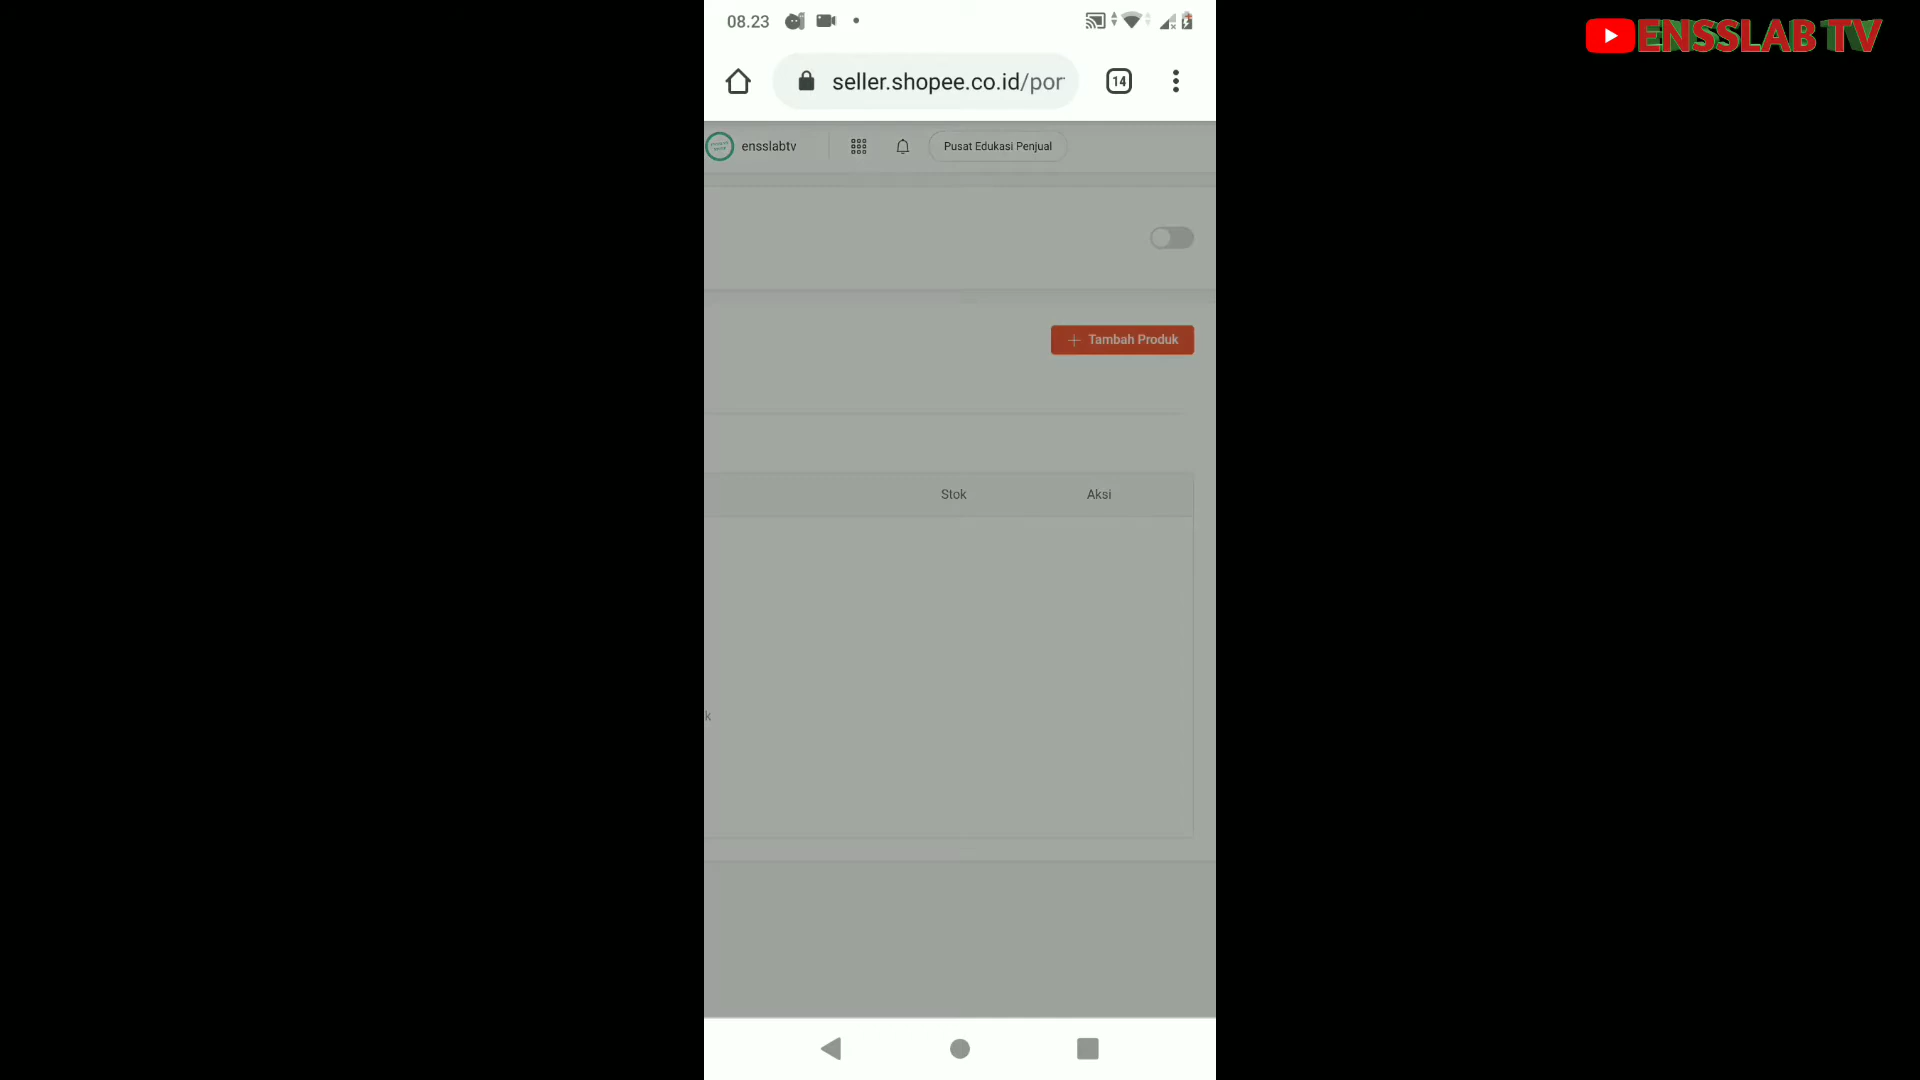 08.23
ENSSLAB TV
seller.shopee.co.id/por
14
ensslabtv
Pusat Edukasi Penjual
Tambah Produk
Stok
Aksi
k